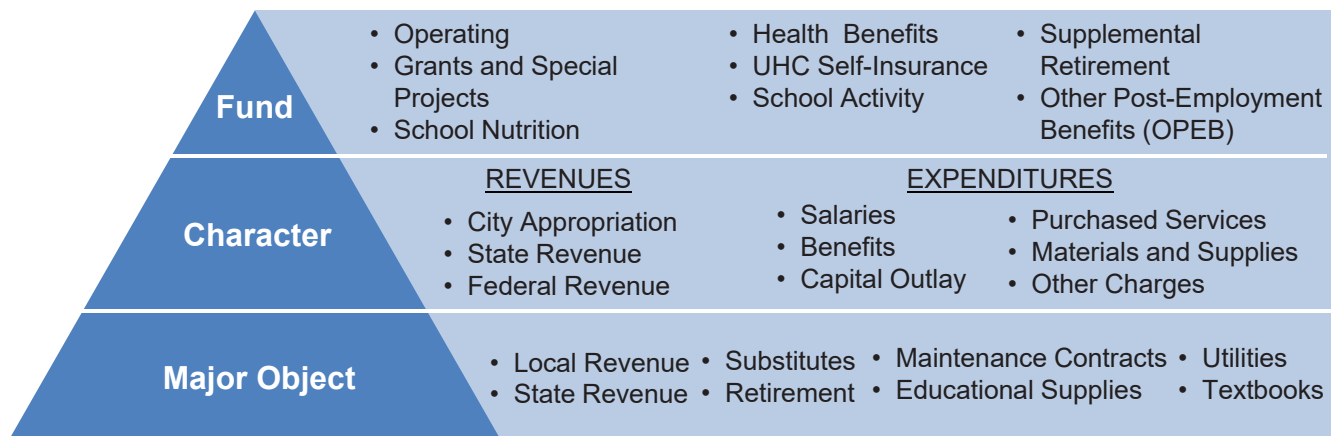 Fund
• Operating
• Grants and Special
Projects
• School Nutrition
• Health Benefits
• UHC Self-Insurance
• School Activity
• Supplemental
Retirement
• Other Post-Employment
Benefits (OPEB)
Character
REVENUES
• City Appropriation
• State Revenue
• Federal Revenue
EXPENDITURES
• Salaries
• Benefits
• Capital Outlay
• Purchased Services
• Materials and Supplies
• Other Charges
Major Object
• Local Revenue
• State Revenue
• Substitutes
• Retirement
• Maintenance Contracts
• Educational Supplies
• Utilities
• Textbooks